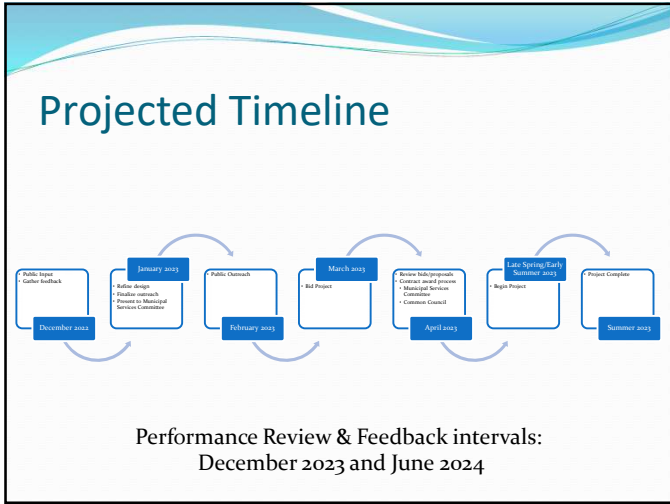 Projected Timeline
• Public Input
• Gather feedback
December 2022
January 2023
• Refine design
• Finalize outreach
• Present to Municipal
Services Committee
• Public Outreach
February 2023
March 2023
• Bid Project
• Review bids/proposals
• Contract award process
• Municipal Services
Committee
• Common Council
April 2023
Late Spring/Early
Summer 2023
• Begin Project
• Project Complete
Summer 2023
Performance Review & Feedback intervals:
December 2023 and June 2024